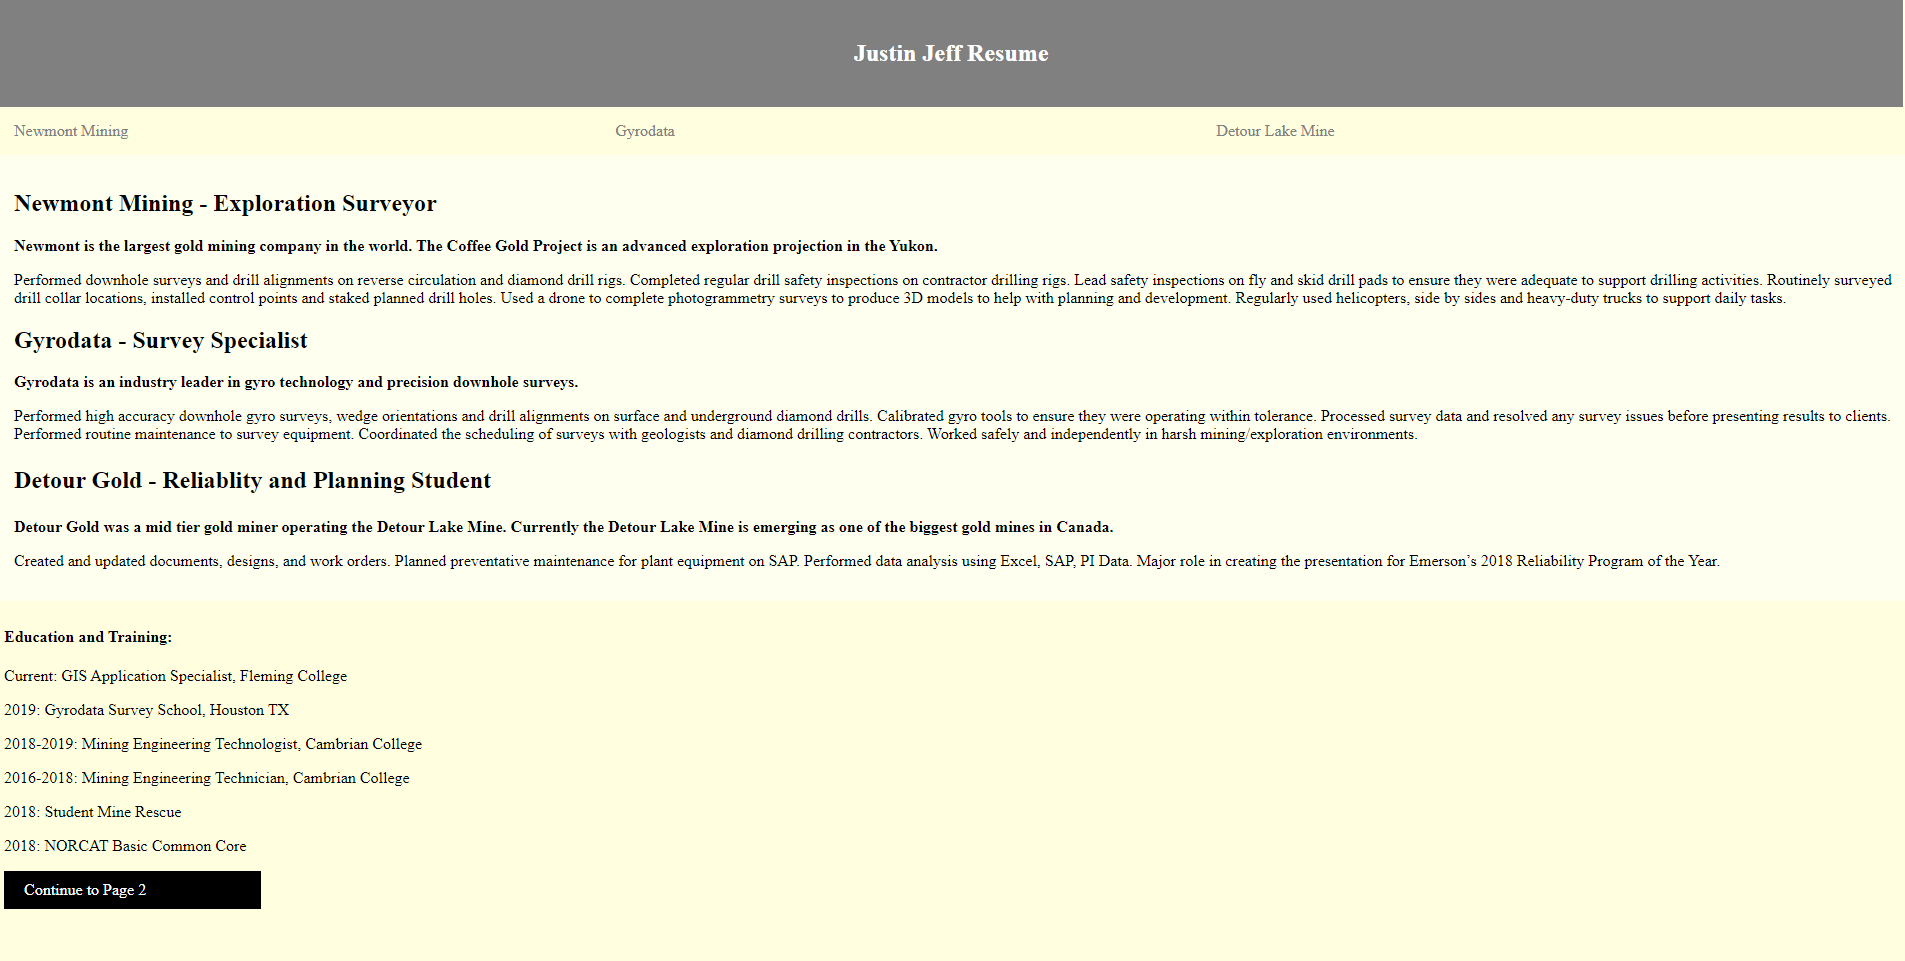 Justin Jeff Resume
Newmont Mining Gyrodata Detour Lake Mine
Newmont Mining - Exploration Surveyor
Newmont is the largest gold mining company in the world. The Coffee Gold Project is an advanced exploration projection in the Yukon.
Performed downhole surveys and drill alignments on reverse circulation and diamond drill rigs. Completed regular drill safety inspections on contractor drilling rigs. Lead safety inspections on fly and skid drill pads to ensure they were adequate to support drilling activities. Routinely surveyed
drill collar locations, installed control points and staked planned drill holes. Used a drone to complete photogrammetry surveys to produce 3D models to help with planning and development. Regularly used helicopters, side by sides and heavy-duty trucks to support daily tasks.
Gyrodata - Survey Specialist
Gyrodata is an industry leader in gyro technology and precision downhole surveys.
Performed high accuracy downhole gyro surveys, wedge orientations and drill alignments on surface and underground diamond drills. Calibrated gyro tools to ensure they were operating within tolerance. Processed survey data and resolved any survey issues before presenting results to clients.
Performed routine maintenance to survey equipment. Coordinated the scheduling of surveys with geologists and diamond drilling contractors. Worked safely and independently in harsh mining/exploration environments.
Detour Gold - Reliablity and Planning Student
Detour Gold was a mid tier gold miner operating the Detour Lake Mine. Currently the Detour Lake Mine is emerging as one of the biggest gold mines in Canada.
Created and updated documents, designs, and work orders. Planned preventative maintenance for plant equipment on SAP. Performed data analysis using Excel, SAP, PI Data. Major role in creating the presentation for Emerson’s 2018 Reliability Program of the Year.
Education and Training:
Current: GIS Application Specialist, Fleming College
2019: Gyrodata Survey School, Houston TX
2018-2019: Mining Engineering Technologist, Cambrian College
2016-2018: Mining Engineering Technician, Cambrian College
2018: Student Mine Rescue
2018: NORCAT Basic Common Core
Continue to Page 2